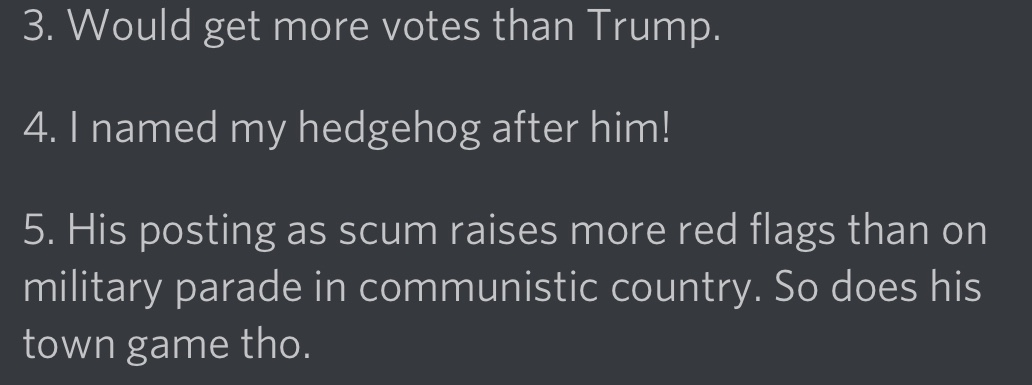 3. Would get more votes than Trump.
4. I named my hedgehog after him!
5. His posting as scum raises more red flags than on
military parade in communistic country. So does his
town game tho.